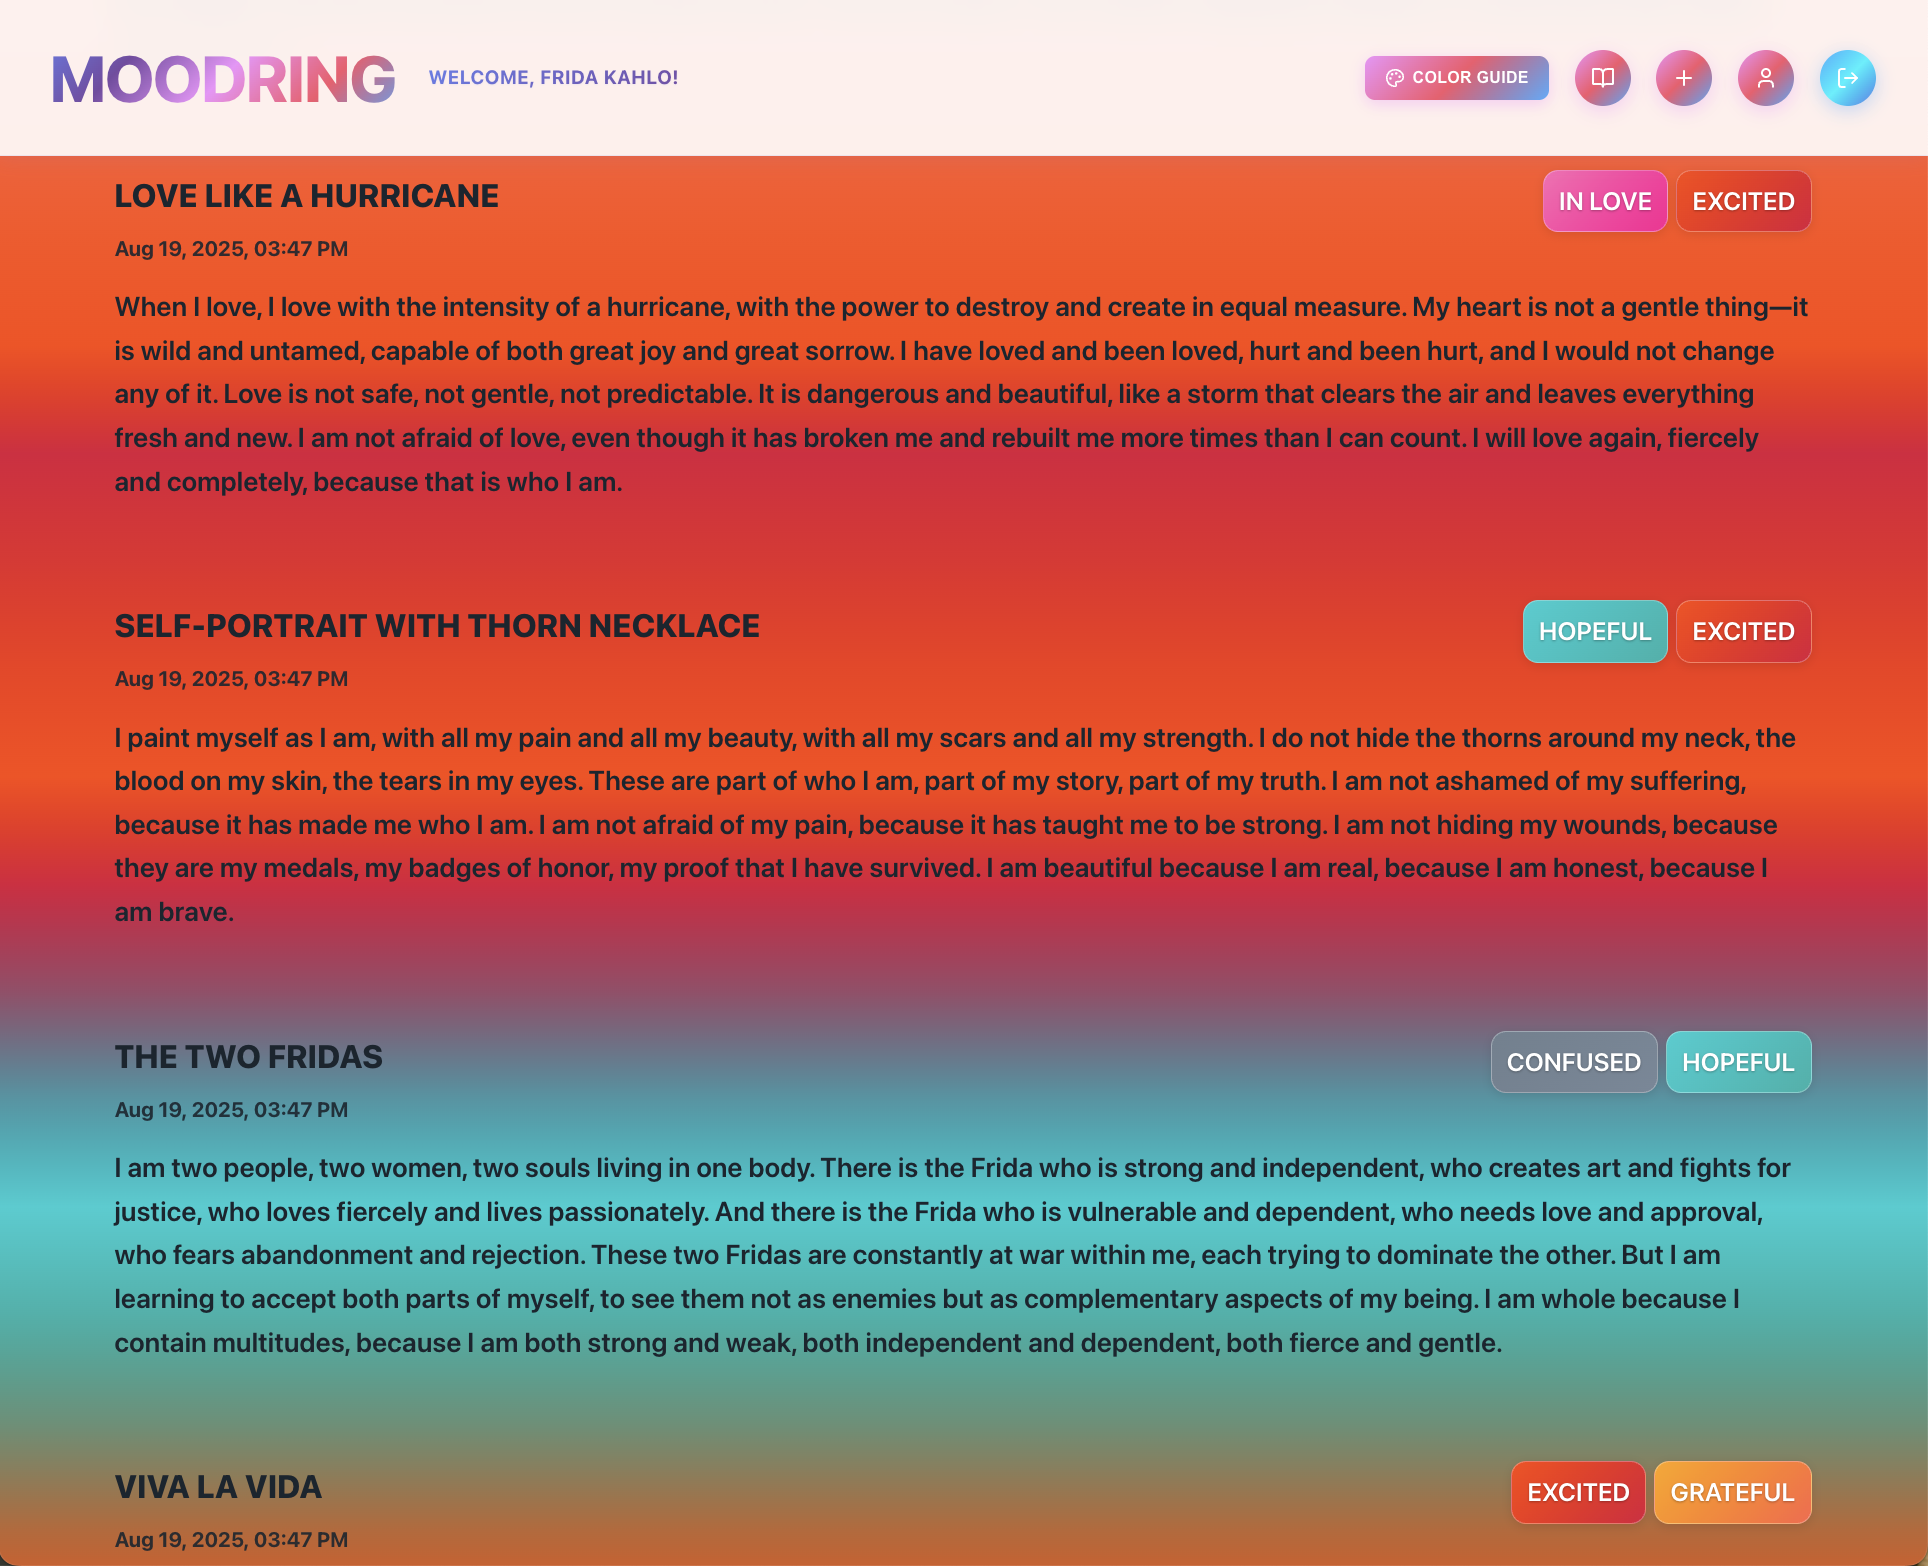 MOODRING
WELCOME, FRIDA KAHLO!
COLOR GUIDE
LOVE LIKE A HURRICANE
IN LOVE
EXCITED
Aug 19, 2025, 03:47 PM
When I love, I love with the intensity of a hurricane, with the power to destroy and create in equal measure. My heart is not a gentle thing—it
is wild and untamed, capable of both great joy and great sorrow. I have loved and been loved, hurt and been hurt, and I would not change
any of it. Love is not safe, not gentle, not predictable. It is dangerous and beautiful, like a storm that clears the air and leaves everything
fresh and new. I am not afraid of love, even though it has broken me and rebuilt me more times than I can count. I will love again, fiercely
and completely, because that is who I am.
SELF-PORTRAIT WITH THORN NECKLACE
HOPEFUL
EXCITED
Aug 19, 2025, 03:47 PM
I paint myself as I am, with all my pain and all my beauty, with all my scars and all my strength. I do not hide the thorns around my neck, the
blood on my skin, the tears in my eyes. These are part of who I am, part of my story, part of my truth. I am not ashamed of my suffering,
because it has made me who I am. I am not afraid of my pain, because it has taught me to be strong. I am not hiding my wounds, because
they are my medals, my badges of honor, my proof that I have survived. I am beautiful because I am real, because I am honest, because I
am brave.
THE TWO FRIDAS
CONFUSED
HOPEFUL
Aug 19, 2025, 03:47 PM
I am two people, two women, two souls living in one body. There is the Frida who is strong and independent, who creates art and fights for
justice, who loves fiercely and lives passionately. And there is the Frida who is vulnerable and dependent, who needs love and approval,
who fears abandonment and rejection. These two Fridas are constantly at war within me, each trying to dominate the other. But I am
learning to accept both parts of myself, to see them not as enemies but as complementary aspects of my being. I am whole because I
contain multitudes, because I am both strong and weak, both independent and dependent, both fierce and gentle.
VIVA LA VIDA
EXCITED
GRATEFUL
Aug 19, 2025, 03:47 PM